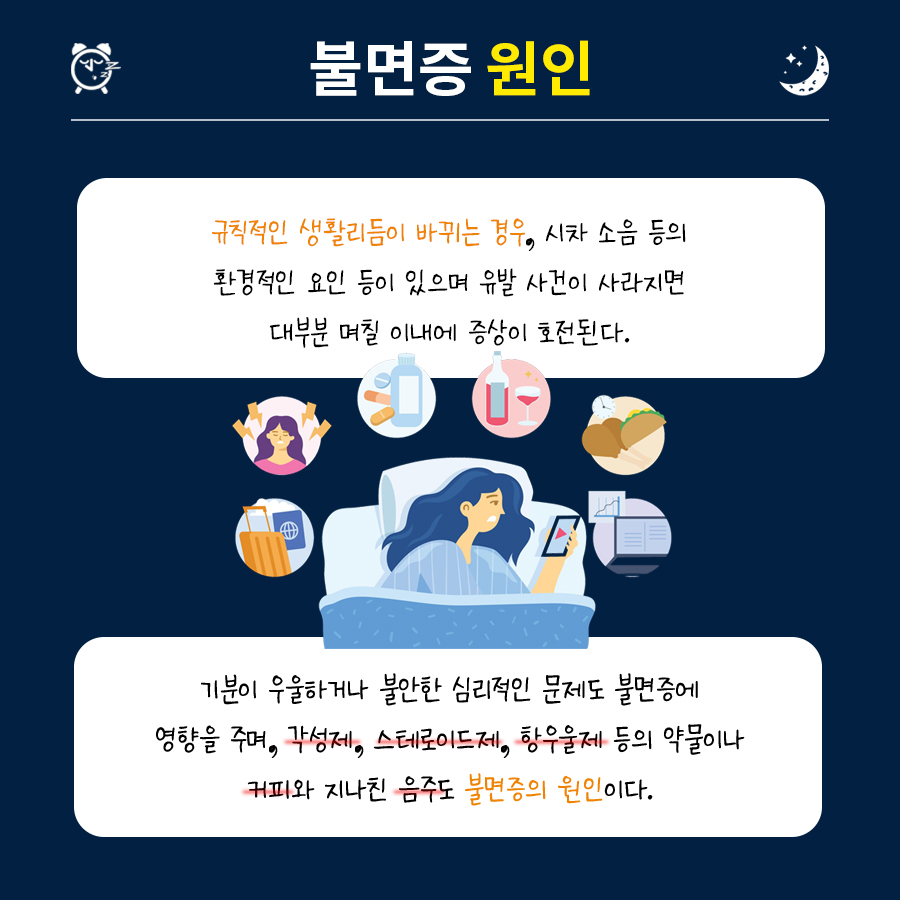 불면증 원인
규칙적인 생활리듬이 바뀌는 경우, 시차 소음 등의
환경적인 요인 등이 있으며 유발 사건이 사라지면
대부분 며칠 이내에 증상이 호전된다.
기분이 우울하거나 불안한 심리적인 문제도 불면증에
영향을 주며, 각성제, 스테로이드제, 항우울제 등의 약물이나
커피와 지나친 음주도 불면증의 원인이다.